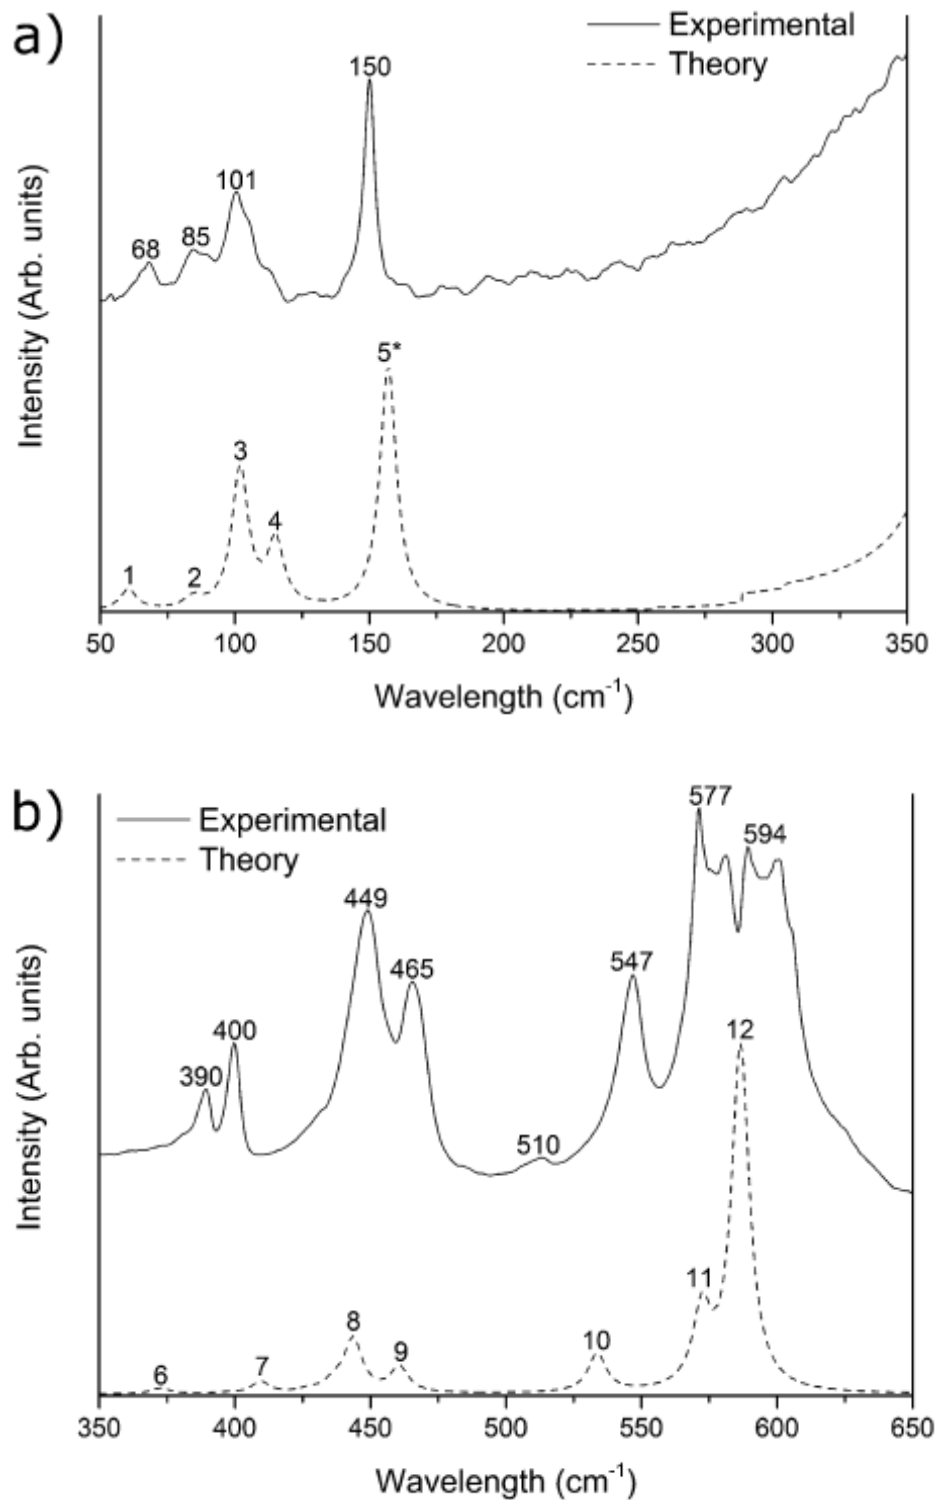 a)
Experimental
Theory
150
101
68
85
5*
3
4
1
2
Intensity (Arb. units)
50 100 150 200 250 300 350
Wavelength (cm-1)
b)
Experimental
Theory
577
594
449
465
547
400
390
510
12
11
8
9
10
7
6
Intensity (Arb. units)
350 400 450 500 550 600 650
Wavelength (cm-1)